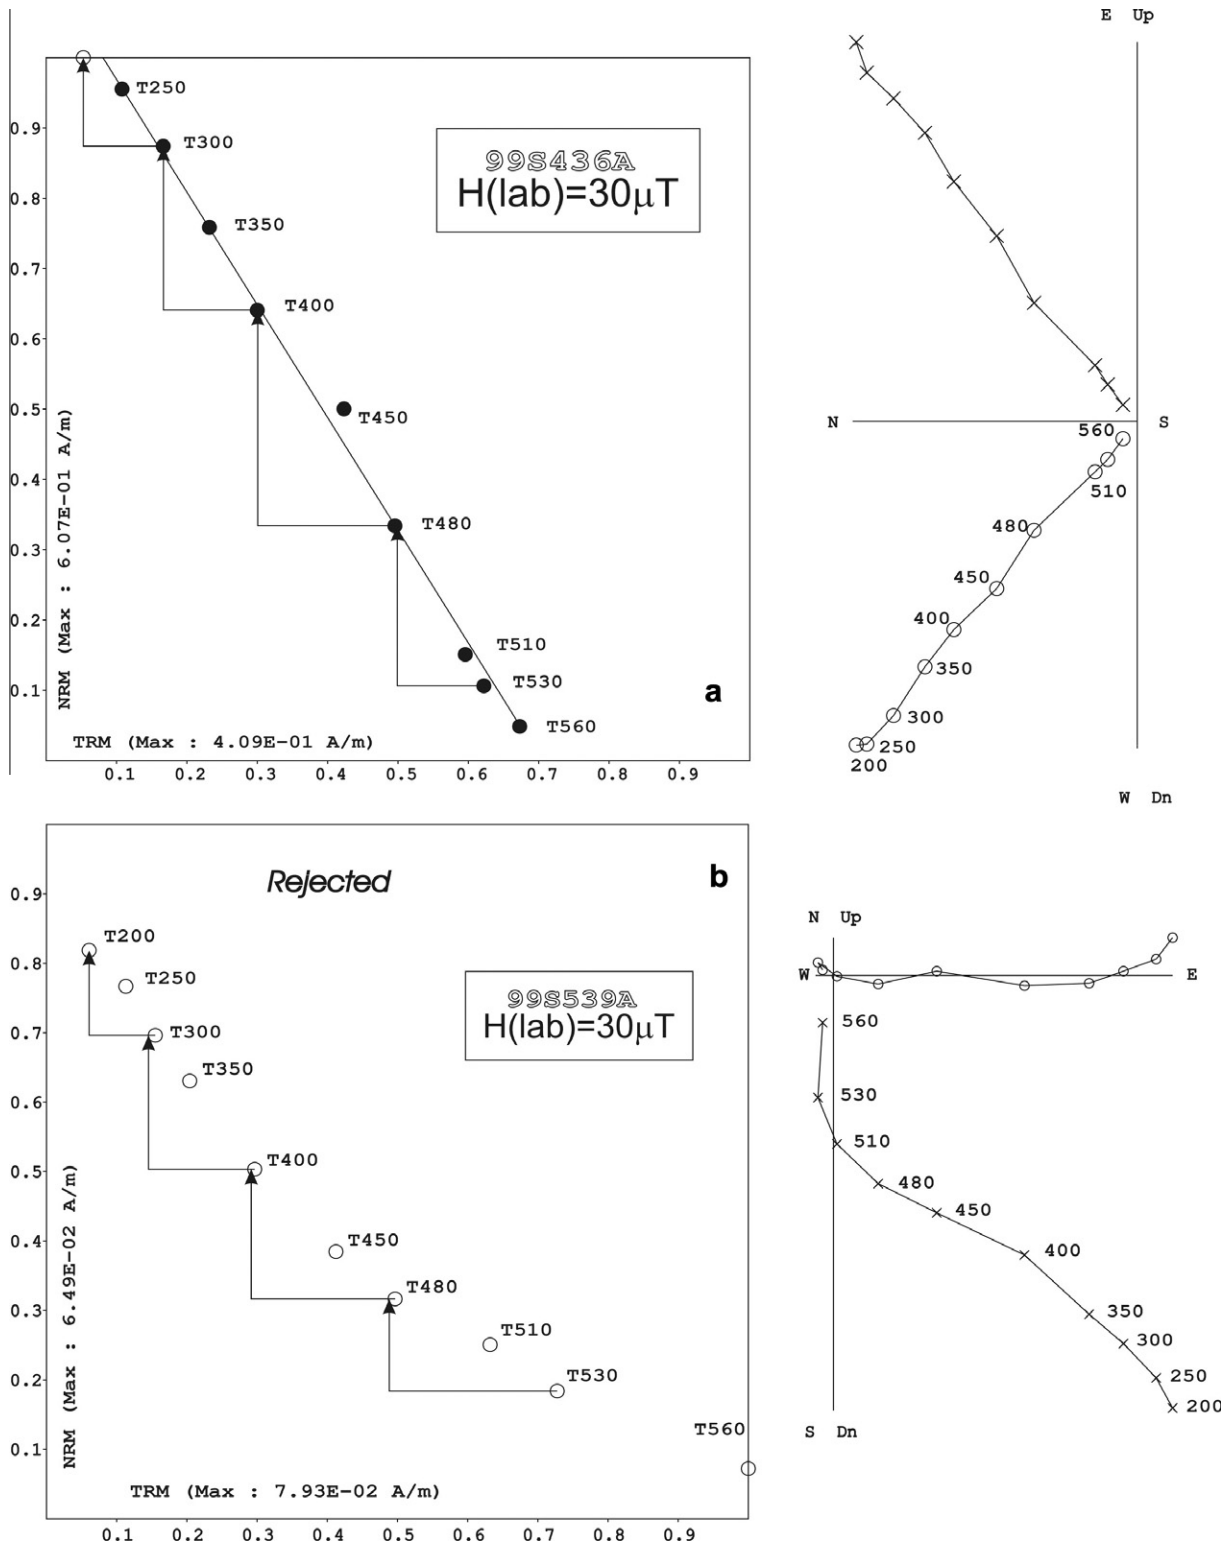 E Up
T250
0.9
T300
99S436A
H(lab)=30µT
0.8
T350
0.7
T400
0.6
0.5
T450
N
S
560
0.4
510
T480
480
0.3
450
0.2
T510
400
T530
350
0.1
a
T560
300
250
200
NRM (Max : 6.07E-01 A/m)
TRM (Max : 4.09E-01 A/m)
0.1 0.2 0.3 0.4 0.5 0.6 0.7 0.8 0.9
W Dn
Rejected
b
0.9
T200
N Up
W
E
0.8
T250
99S539A
H(lab)=30µT
560
0.7
T300
T350
530
0.6
510
0.5
T400
480
450
0.4
T450
400
T480
350
0.3
T510
300
250
0.2
T530
200
T560
S Dn
0.1
NRM (Max : 6.49E-02 A/m)
TRM (Max : 7.93E-02 A/m)
0.1 0.2 0.3 0.4 0.5 0.6 0.7 0.8 0.9